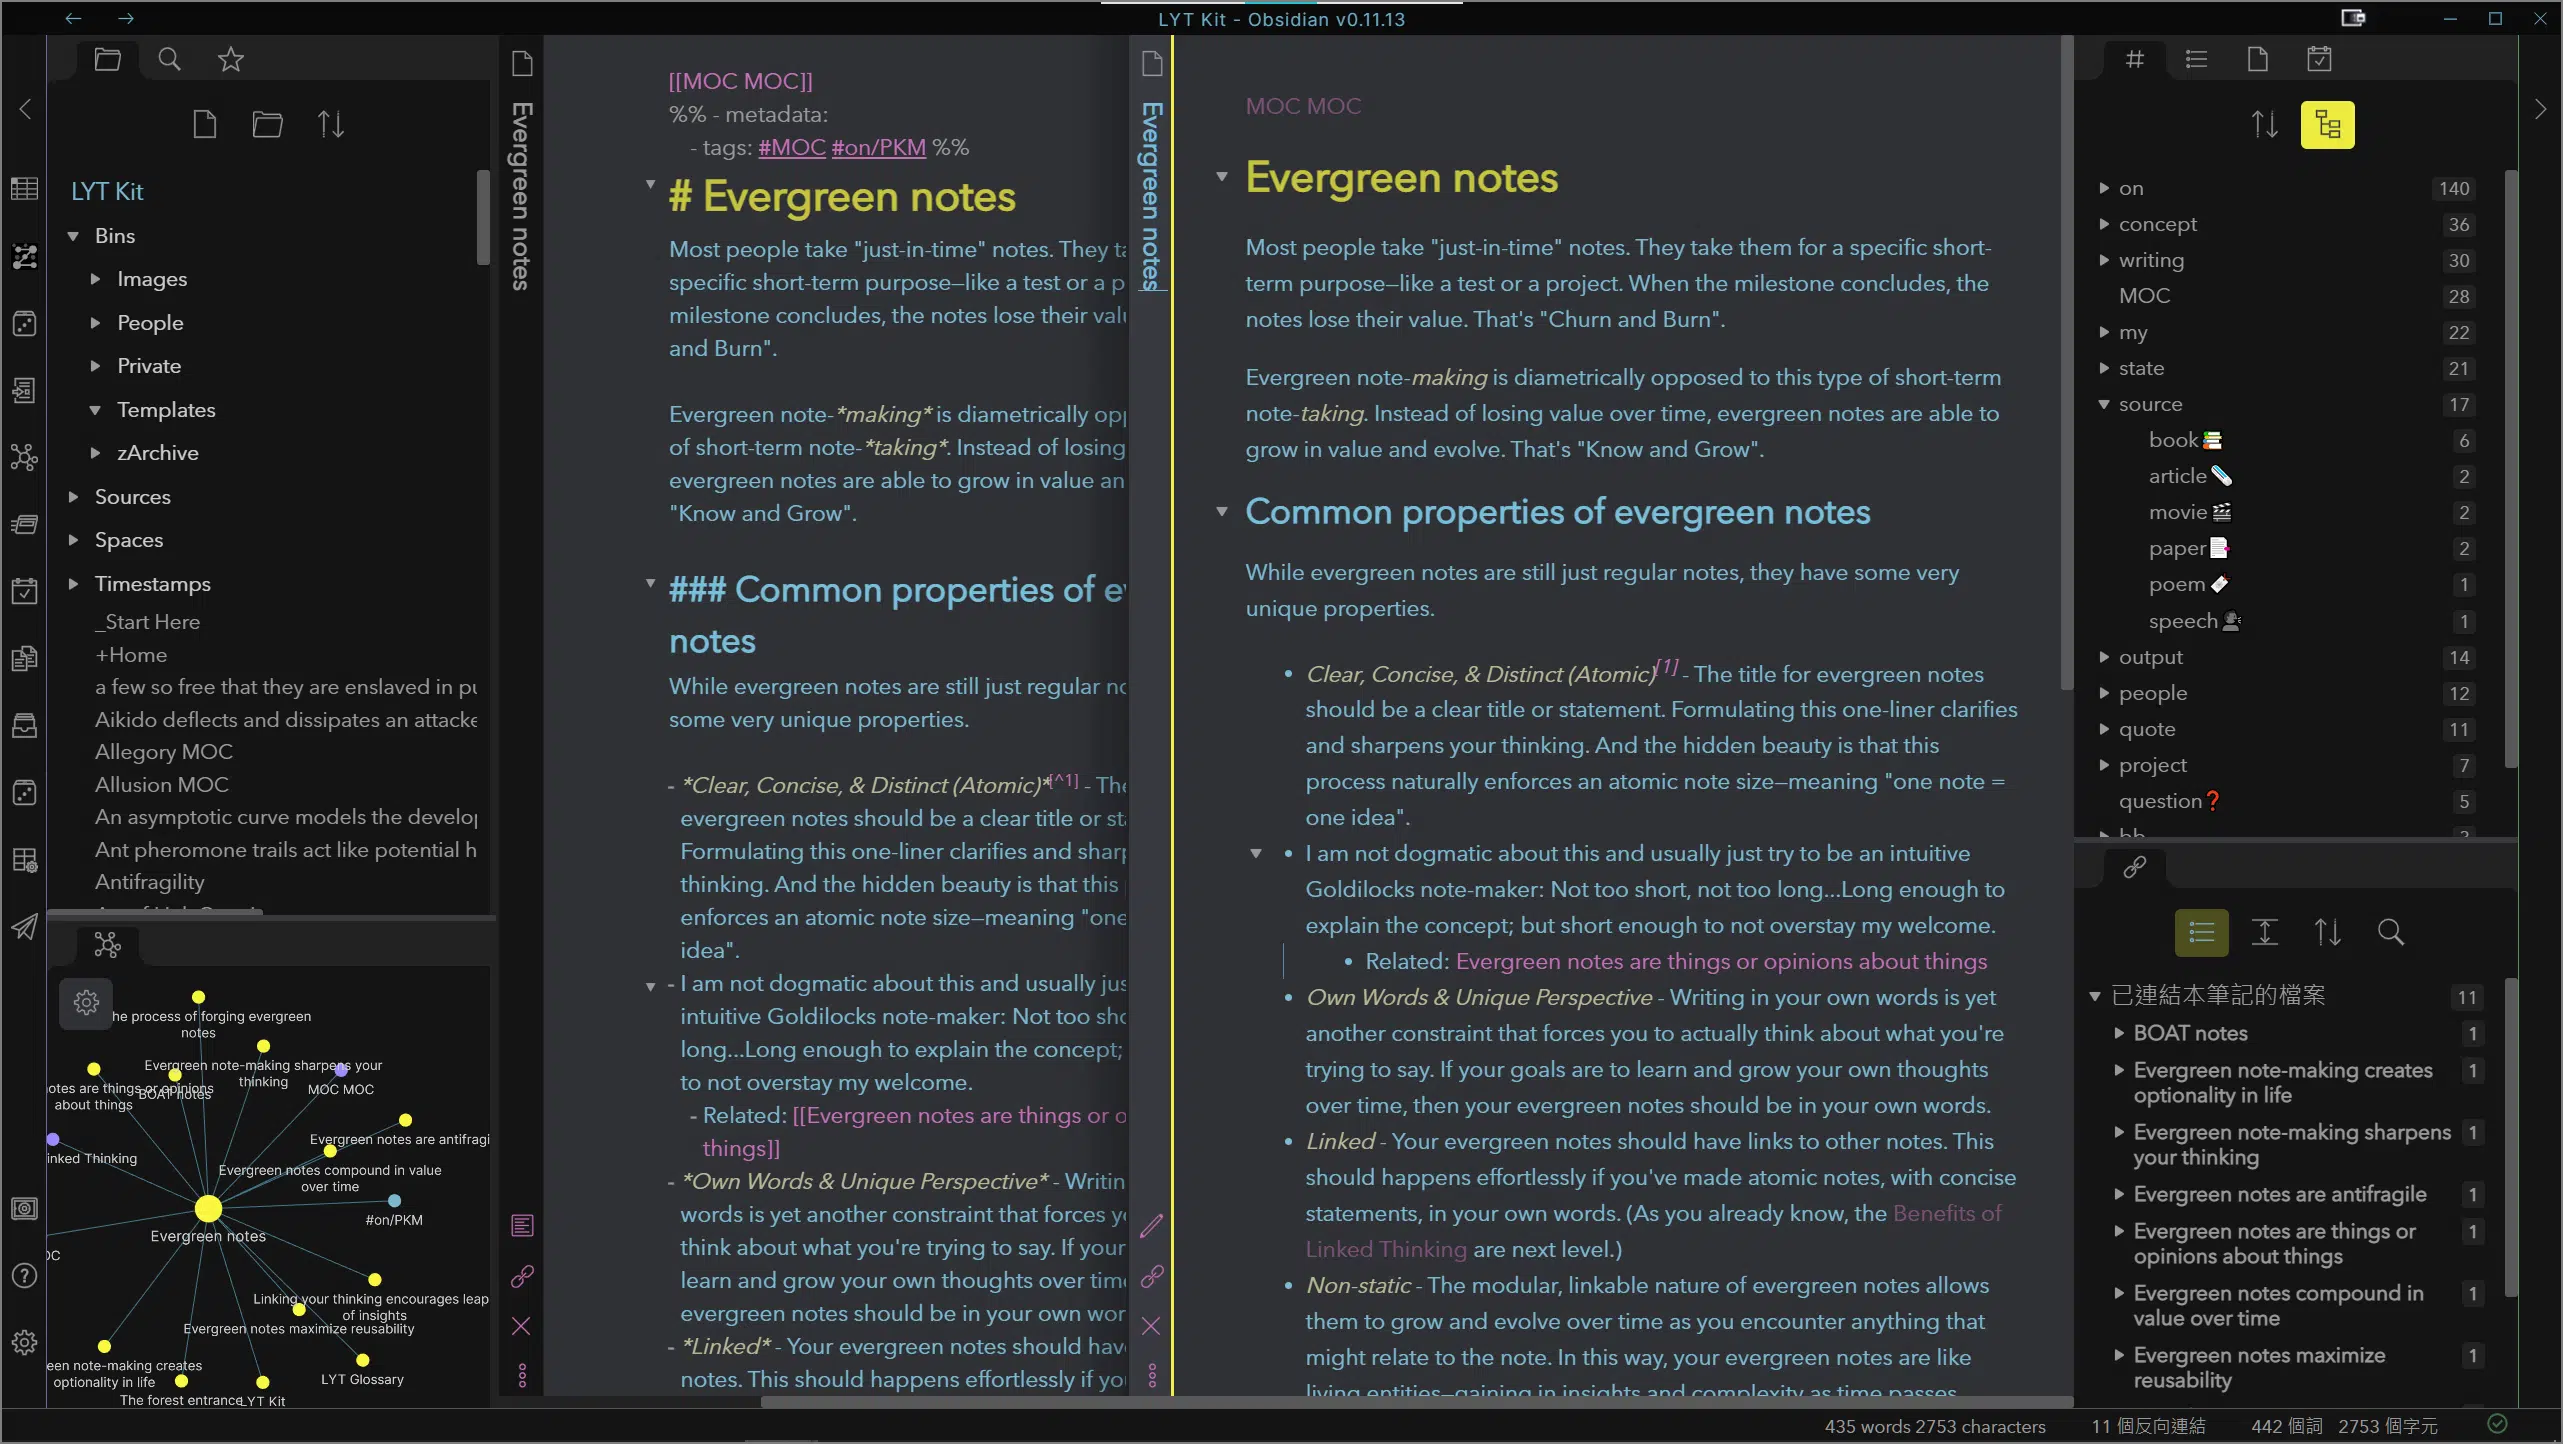 LYT Kit - Obsidian v0.11.13
LYT Kit
Bins
Images
People
Private
Templates
zArchive
Sources
Spaces
Timestamps
_Start Here
+Home
a few so free that they are enslaved in
Aikido deflects and dissipates an
Allegory MOC
Allusion MOC
An asymptotic curve models the
Ant pheromone trails act like potential
Antifragility
he process of forging evergreen
notes
Evergreen note-making sharpens your
thinking
MOC MOC
otes are things or opinions
about things
BOAT notes
Evergreen notes are antifragi
inked Thinking
Evergreen notes compound in value
over time
#on/PKM
Evergreen notes
Linking your thinking encourages leap
of insights
Evergreen notes maximize reusability
een note-making creates
optionality in life
LYT Glossary
The forest entrance
LYT Kit
Evergreen notes
[[MOC MOC]]
%% - metadata:
- tags: #MOC #on/PKM %%
# Evergreen notes
Most people take "just-in-time" notes. They
specific short-term purpose—like a test or a
milestone concludes, the notes lose their
and Burn".
Evergreen note-*making* is diametrically
of short-term note-*taking*. Instead of losing
evergreen notes are able to grow in value
"Know and Grow".
### Common properties of
notes
While evergreen notes are still just regular
some very unique properties.
- *Clear, Concise, & Distinct (Atomic)*[^1] -
evergreen notes should be a clear title or
Formulating this one-liner clarifies and
thinking. And the hidden beauty is that this
enforces an atomic note size—meaning "one
idea".
- I am not dogmatic about this and usually
intuitive Goldilocks note-maker: Not too
long...Long enough to explain the concept;
to not overstay my welcome.
- Related: [[Evergreen notes are things or
things]]
- *Own Words & Unique Perspective* -
words is yet another constraint that forces
think about what you're trying to say. If your
learn and grow your own thoughts over
evergreen notes should be in your own
- *Linked* - Your evergreen notes should
notes. This should happens effortlessly if
Evergreen notes
MOC MOC
Evergreen notes
Most people take "just-in-time" notes. They take them for a specific short-
term purpose—like a test or a project. When the milestone concludes, the
notes lose their value. That's "Churn and Burn".
Evergreen note-making is diametrically opposed to this type of short-term
note-taking. Instead of losing value over time, evergreen notes are able to
grow in value and evolve. That's "Know and Grow".
Common properties of evergreen notes
While evergreen notes are still just regular notes, they have some very
unique properties.
• Clear, Concise, & Distinct (Atomic)[1] - The title for evergreen notes
should be a clear title or statement. Formulating this one-liner clarifies
and sharpens your thinking. And the hidden beauty is that this
process naturally enforces an atomic note size—meaning "one note =
one idea".
• I am not dogmatic about this and usually just try to be an intuitive
Goldilocks note-maker: Not too short, not too long...Long enough to
explain the concept; but short enough to not overstay my welcome.
• Related: Evergreen notes are things or opinions about things
• Own Words & Unique Perspective - Writing in your own words is yet
another constraint that forces you to actually think about what you're
trying to say. If your goals are to learn and grow your own thoughts
over time, then your evergreen notes should be in your own words.
• Linked - Your evergreen notes should have links to other notes. This
should happens effortlessly if you've made atomic notes, with concise
statements, in your own words. (As you already know, the Benefits of
Linked Thinking are next level.)
• Non-static - The modular, linkable nature of evergreen notes allows
them to grow and evolve over time as you encounter anything that
might relate to the note. In this way, your evergreen notes are like
living entities—gaining in insights and complexity as time passes
on 140
concept 36
writing 30
MOC 28
my 22
state 21
source 17
book📚 6
article 2
movie🎬 2
paper 2
poem 1
speech 1
output 14
people 12
quote 11
project 7
question❓ 5
已連結本筆記的檔案 11
BOAT notes 1
Evergreen note-making creates 1
optionality in life
Evergreen note-making sharpens 1
your thinking
Evergreen notes are antifragile 1
Evergreen notes are things or 1
opinions about things
Evergreen notes compound in 1
value over time
Evergreen notes maximize 1
reusability
435 words 2753 characters 11 個反向連結 442 個詞 2753 個字元